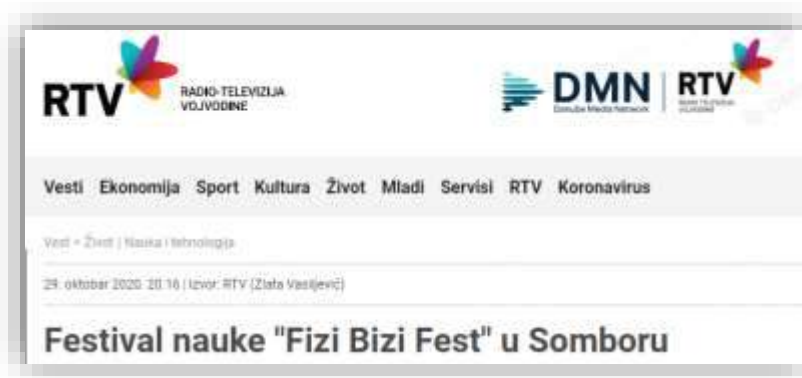 RTV RADIO-TELEVIZIJA
VOJVODINE
DMN RTV
Danube Media Network
Vesti Ekonomija Sport Kultura Život Mladi Servisi RTV Koronavirus
Vesti > Život | Nauka i tehnologija
29. oktobar 2020. 20:16 | Izvor: RTV (Zlata Vasiljević)
Festival nauke "Fizi Bizi Fest" u Somboru